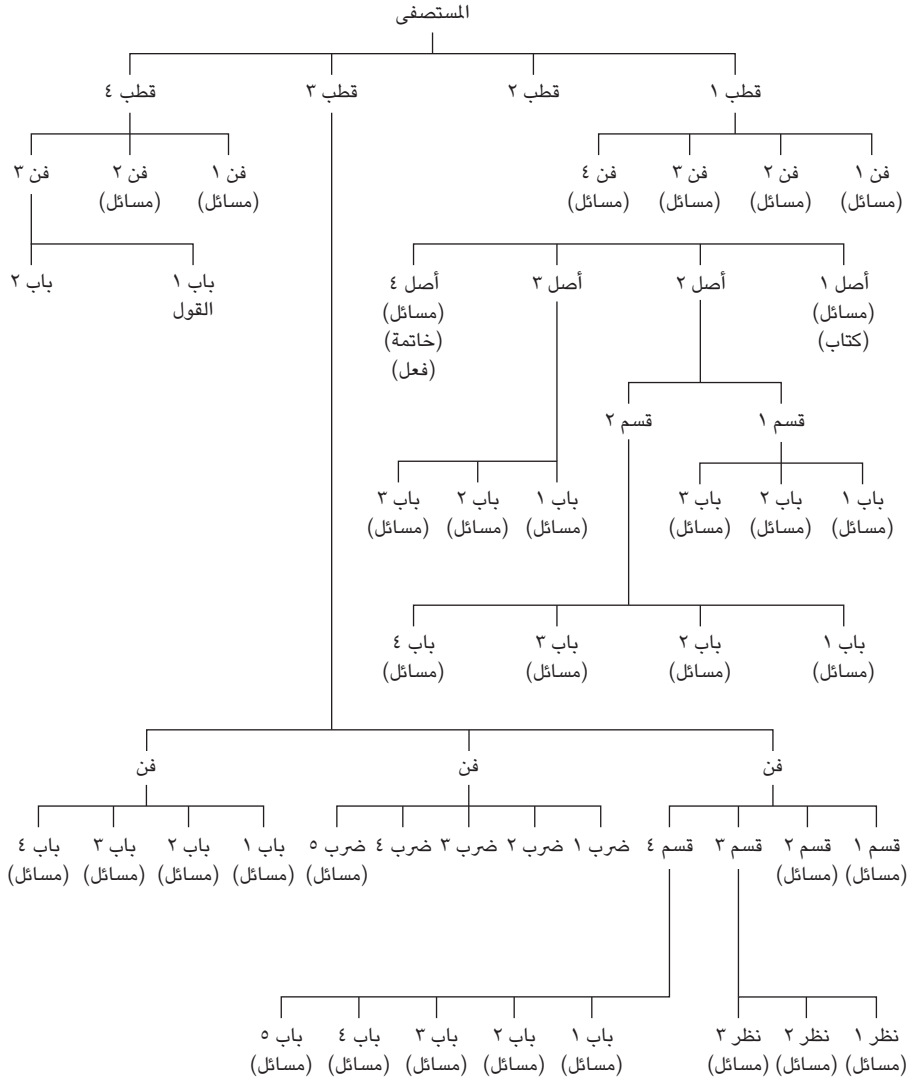 المستصفى
قطب ١ قطب ٢ قطب ٣ قطب ٤
فن ١ فن ٢ فن ٣ فن ٤ فن ١ فن ٢ فن ٣
(مسائل) (مسائل) (مسائل) (مسائل) (مسائل) (مسائل)
أصل ١ أصل ٢ أصل ٣ أصل ٤ باب ١ باب ٢
(مسائل) (مسائل) القول
(كتاب) (خاتمة)
(فعل)
قسم ١ قسم ٢
باب ١ باب ٢ باب ٣ باب ١ باب ٢ باب ٣
(مسائل) (مسائل) (مسائل) (مسائل) (مسائل) (مسائل)
باب ١ باب ٢ باب ٣ باب ٤
(مسائل) (مسائل) (مسائل) (مسائل)
فن فن فن
قسم ١ قسم ٢ قسم ٣ قسم ٤ ضرب ١ ضرب ٢ ضرب ٣ ضرب ٤ ضرب ٥ باب ١ باب ٢ باب ٣ باب ٤
(مسائل) (مسائل) (مسائل) (مسائل) (مسائل) (مسائل) (مسائل)
نظر ١ نظر ٢ نظر ٣ باب ١ باب ٢ باب ٣ باب ٤ باب ٥
(مسائل) (مسائل) (مسائل) (مسائل) (مسائل) (مسائل) (مسائل) (مسائل)